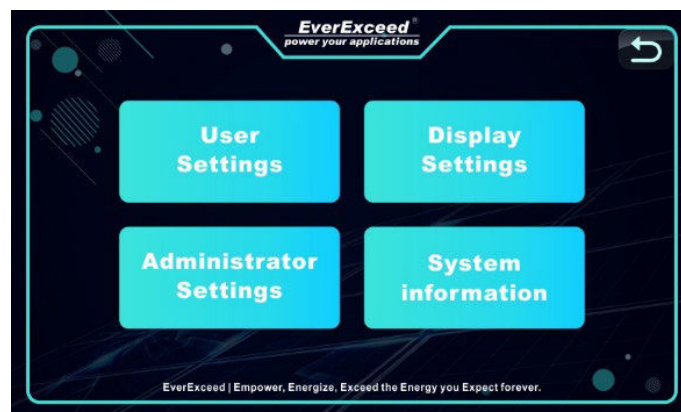 EverExceed®
power your applications
User
Settings
Display
Settings
Administrator
Settings
System
information
EverExceed | Empower, Energize, Exceed the Energy you Expect forever.